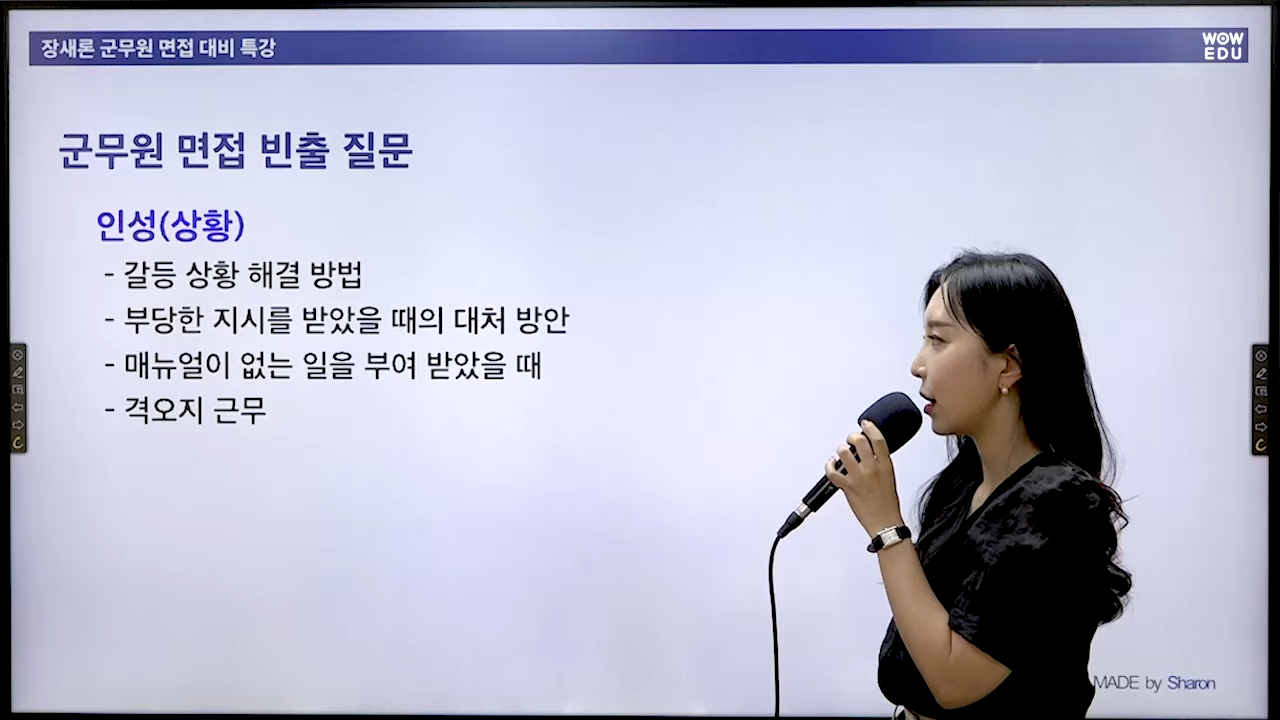 장새론 군무원 면접 대비 특강
WOW
EDU
군무원 면접 빈출 질문
인성(상황)
- 갈등 상황 해결 방법
- 부당한 지시를 받았을 때의 대처 방안
- 매뉴얼이 없는 일을 부여 받았을 때
- 격오지 근무
MADE by Sharon